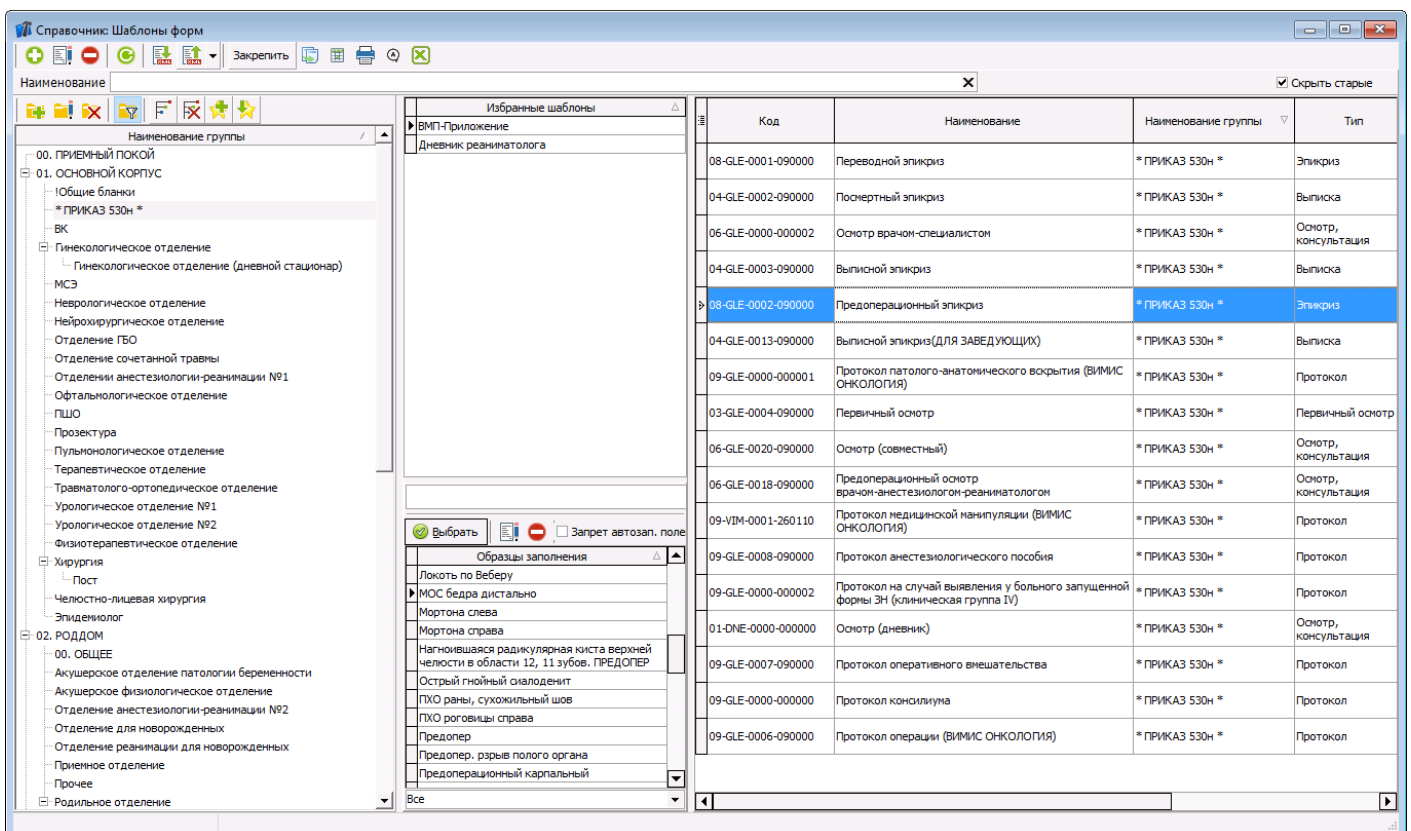 Справочник: Шаблоны форм
Закрепить
Наименование
Скрыть старые
Наименование группы
00. ПРИЕМНЫЙ ПОКОЙ
01. ОСНОВНОЙ КОРПУС
!Общие бланки
* ПРИКАЗ 530н *
ВК
Гинекологическое отделение
Гинекологическое отделение (дневной стационар)
МСЭ
Неврологическое отделение
Нейрохирургическое отделение
Отделение ГБО
Отделение сочетанной травмы
Отделении анестезиологии-реанимации №1
Офтальмологическое отделение
ПШО
Прозектура
Пульмонологическое отделение
Терапевтическое отделение
Травматолого-ортопедическое отделение
Урологическое отделение №1
Урологическое отделение №2
Физиотерапевтическое отделение
Хирургия
Пост
Челюстно-лицевая хирургия
Эпидемиолог
02. РОДДОМ
00. ОБЩЕЕ
Акушерское отделение патологии беременности
Акушерское физиологическое отделение
Отделение анестезиологии-реанимации №2
Отделение для новорожденных
Отделение реанимации для новорожденных
Приемное отделение
Прочее
Родильное отделение
Избранные шаблоны
ВМП-Приложение
Дневник реаниматолога
Выбрать
Запрет автозап. поле
Образцы заполнения
Локоть по Веберу
МОС бедра дистально
Мортона слева
Мортона справа
Нагноившаяся радикулярная киста верхней
челюсти в области 12, 11 зубов. ПРЕДОПЕР
Острый гнойный сиалоденит
ПХО раны, сухожильный шов
ПХО роговицы справа
Предопер
Предопер. рзрыв полого органа
Предоперационный карпальный
Все
Код Наименование Наименование группы Тип
08-GLE-0001-090000 Переводной эпикриз * ПРИКАЗ 530н * Эпикриз
04-GLE-0002-090000 Посмертный эпикриз * ПРИКАЗ 530н * Выписка
06-GLE-0000-000002 Осмотр врачом-специалистом * ПРИКАЗ 530н * Осмотр,
консультация
04-GLE-0003-090000 Выписной эпикриз * ПРИКАЗ 530н * Выписка
08-GLE-0002-090000 Предоперационный эпикриз * ПРИКАЗ 530н * Эпикриз
04-GLE-0013-090000 Выписной эпикриз(ДЛЯ ЗАВЕДУЮЩИХ) * ПРИКАЗ 530н * Выписка
09-GLE-0000-000001 Протокол патолого-анатомического вскрытия (ВИМИС
ОНКОЛОГИЯ) * ПРИКАЗ 530н * Протокол
03-GLE-0004-090000 Первичный осмотр * ПРИКАЗ 530н * Первичный осмотр
06-GLE-0020-090000 Осмотр (совместный) * ПРИКАЗ 530н * Осмотр,
консультация
06-GLE-0018-090000 Предоперационный осмотр
врачом-анестезиологом-реаниматологом * ПРИКАЗ 530н * Осмотр,
консультация
09-VIM-0001-260110 Протокол медицинской манипуляции (ВИМИС
ОНКОЛОГИЯ) * ПРИКАЗ 530н * Протокол
09-GLE-0008-090000 Протокол анестезиологического пособия * ПРИКАЗ 530н * Протокол
09-GLE-0000-000002 Протокол на случай выявления у больного запущенной
формы ЗН (клиническая группа IV) * ПРИКАЗ 530н * Протокол
01-DNE-0000-000000 Осмотр (дневник) * ПРИКАЗ 530н * Осмотр,
консультация
09-GLE-0007-090000 Протокол оперативного вмешательства * ПРИКАЗ 530н * Протокол
09-GLE-0000-000000 Протокол консилиума * ПРИКАЗ 530н * Протокол
09-GLE-0006-090000 Протокол операции (ВИМИС ОНКОЛОГИЯ) * ПРИКАЗ 530н * Протокол